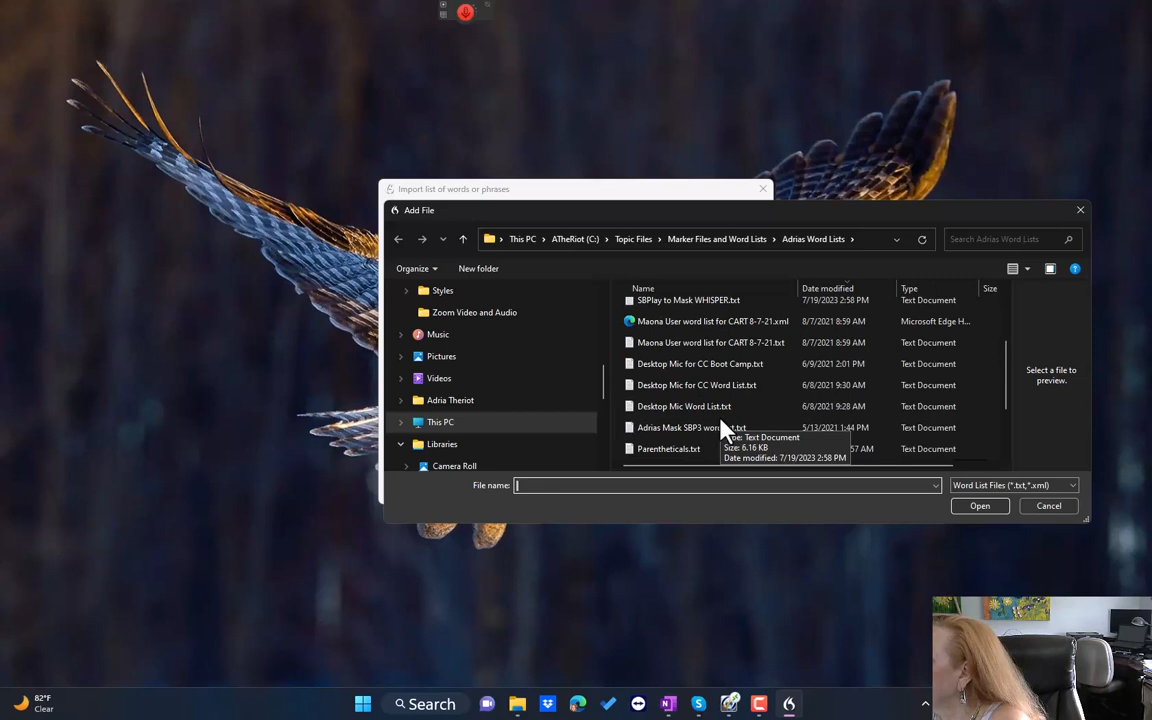 Import list of words or phrases
Add File
This PC > ATheRiot (C:) > Topic Files > Marker Files and Word Lists > Adrias Word Lists >
Search Adrias Word Lists
Organize
New folder
Name
Date modified
Type
Size
Styles
Zoom Video and Audio
Music
Pictures
Videos
Adria Theriot
This PC
Libraries
Camera Roll
SBPlay to Mask WHISPER.txt 7/19/2023 2:58 PM Text Document
Maona User word list for CART 8-7-21.xml 8/7/2021 8:59 AM Microsoft Edge H...
Maona User word list for CART 8-7-21.txt 8/7/2021 8:59 AM Text Document
Desktop Mic for CC Boot Camp.txt 6/9/2021 2:01 PM Text Document
Desktop Mic for CC Word List.txt 6/8/2021 9:30 AM Text Document
Desktop Mic Word List.txt 6/8/2021 9:28 AM Text Document
Adrias Mask SBP3 5/13/2021 1:44 PM Text Document
Parentheticals.txt 57 AM Text Document
Type: Text Document
Size: 6.16 KB
Date modified: 7/19/2023 2:58 PM
Select a file to
preview.
File name:
Word List Files (*.txt,*.xml)
Open
Cancel
82°F
Clear
Search